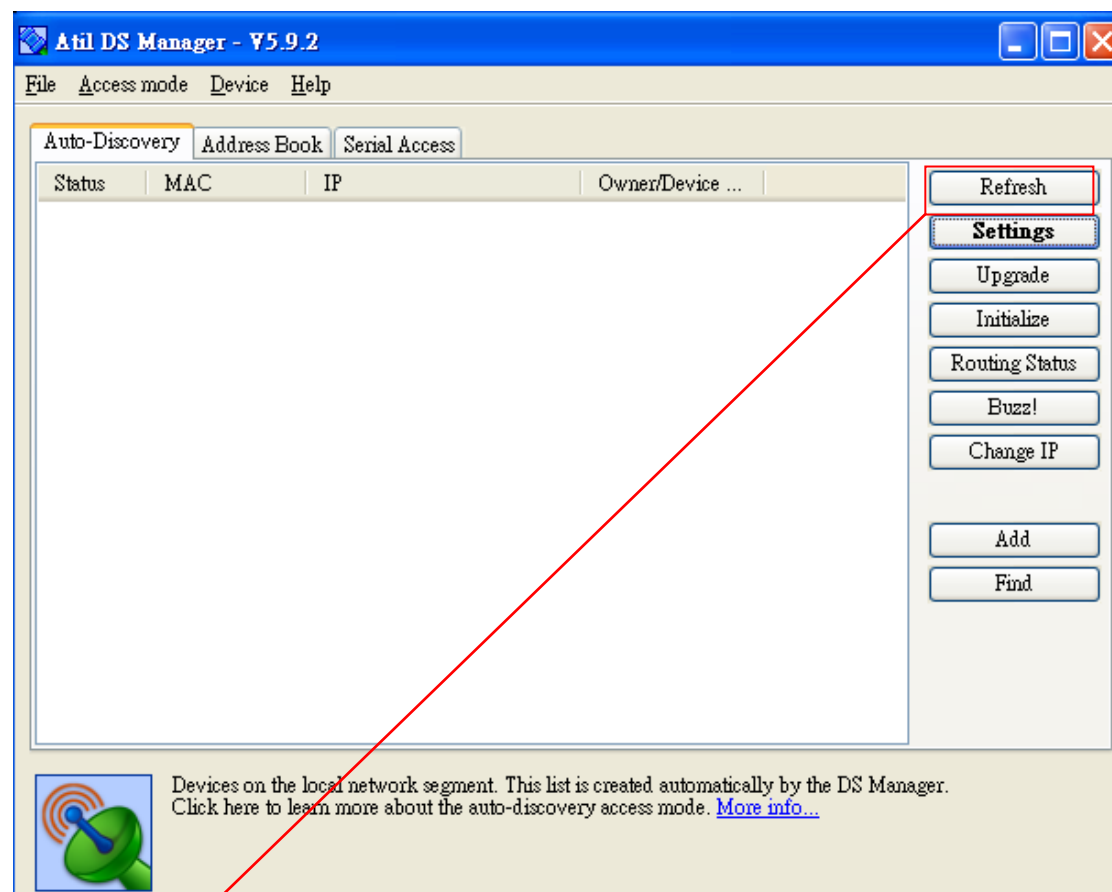 Atil DS Manager - V5.9.2
File Access mode Device Help
Auto-Discovery Address Book Serial Access
Status MAC IP Owner/Device ...
Refresh
Settings
Upgrade
Initialize
Routing Status
Buzz!
Change IP
Add
Find
Devices on the local network segment. This list is created automatically by the DS Manager.
Click here to learn more about the auto-discovery access mode. More info...